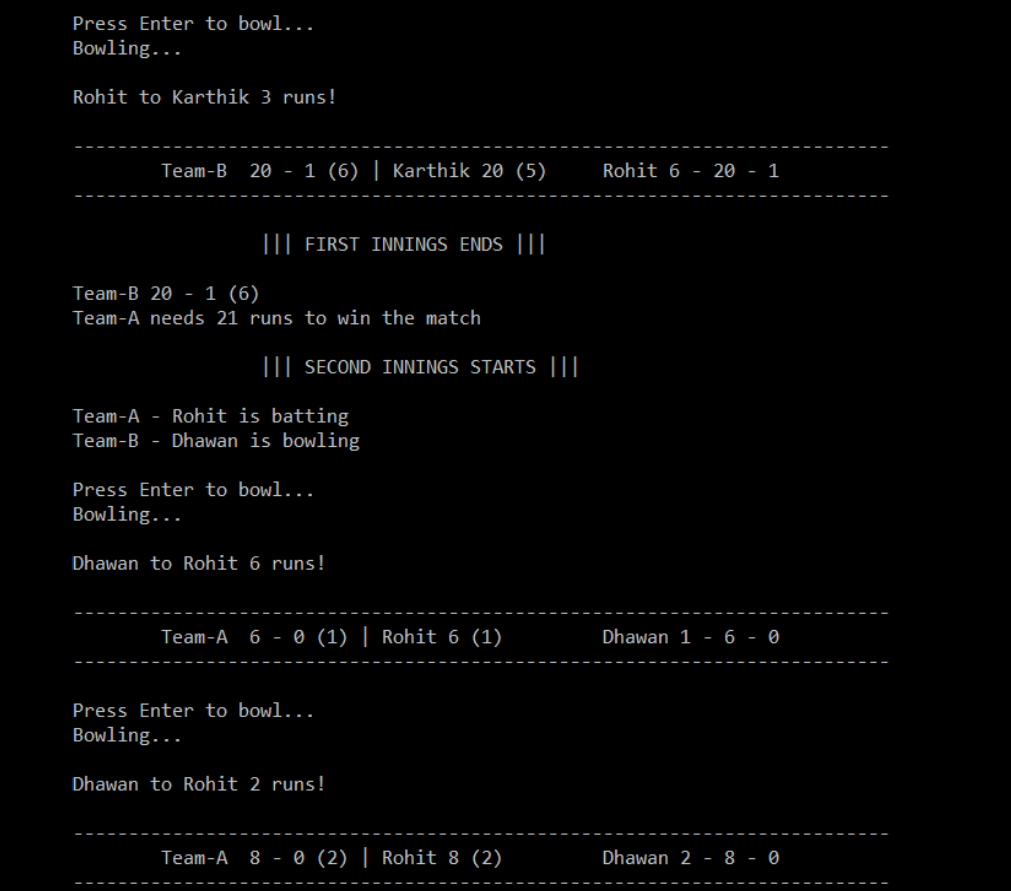 Press Enter to bowl...
Bowling...
Rohit to Karthik 3 runs!
--------------------------------------------------------------------------
Team-B  20 - 1 (6) | Karthik 20 (5)     Rohit 6 - 20 - 1
--------------------------------------------------------------------------
||| FIRST INNINGS ENDS |||
Team-B 20 - 1 (6)
Team-A needs 21 runs to win the match
||| SECOND INNINGS STARTS |||
Team-A - Rohit is batting
Team-B - Dhawan is bowling
Press Enter to bowl...
Bowling...
Dhawan to Rohit 6 runs!
--------------------------------------------------------------------------
Team-A  6 - 0 (1) | Rohit 6 (1)         Dhawan 1 - 6 - 0
--------------------------------------------------------------------------
Press Enter to bowl...
Bowling...
Dhawan to Rohit 2 runs!
--------------------------------------------------------------------------
Team-A  8 - 0 (2) | Rohit 8 (2)         Dhawan 2 - 8 - 0
--------------------------------------------------------------------------